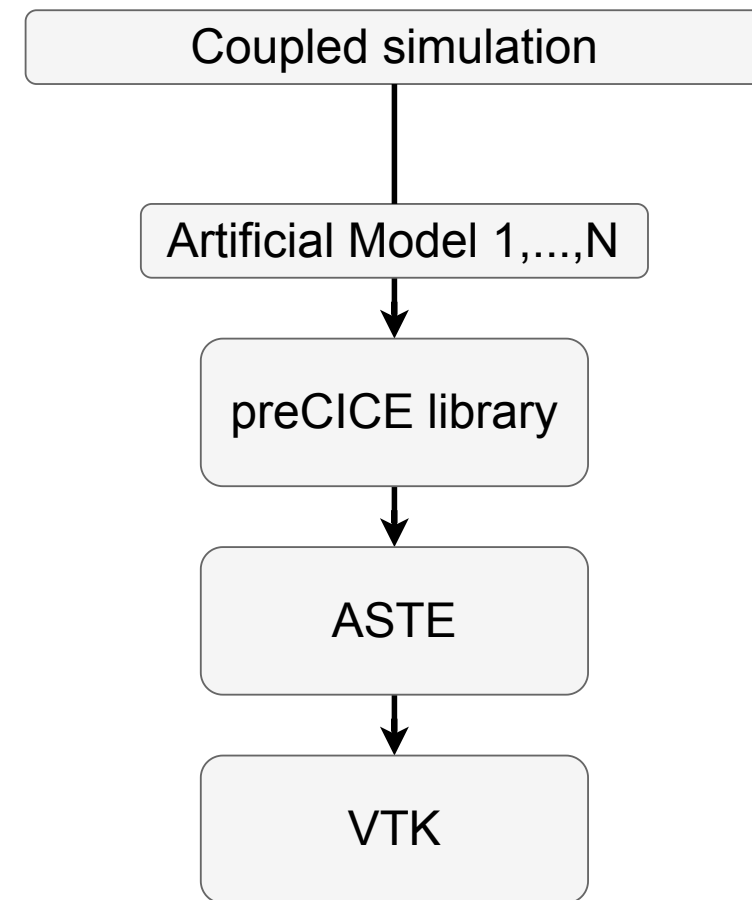 Coupled simulation
Artificial Model 1,...,N
preCICE library
ASTE
VTK